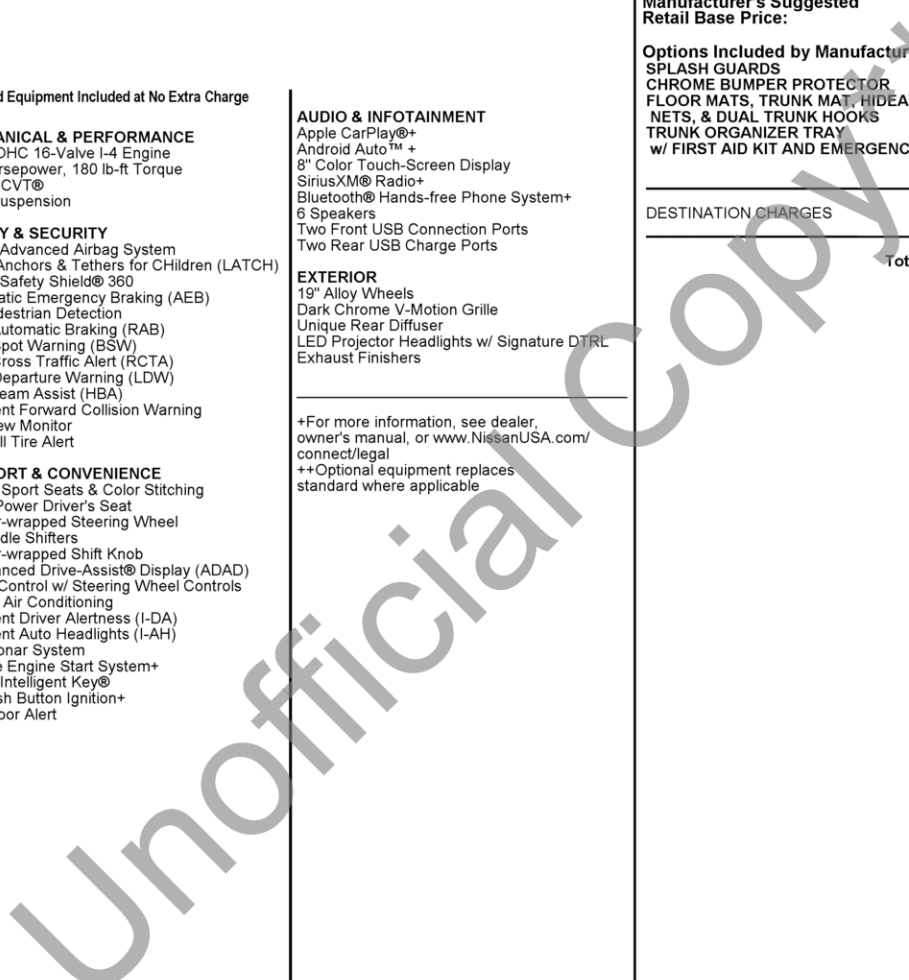 d Equipment Included at No Extra Charge
ANICAL & PERFORMANCE
OHC 16-Valve I-4 Engine
rsepower, 180 lb-ft Torque
CVT®
uspension
Y & SECURITY
Advanced Airbag System
Anchors & Tethers for CHildren (LATCH)
Safety Shield® 360
atic Emergency Braking (AEB)
destrian Detection
utomatic Braking (RAB)
pot Warning (BSW)
ross Traffic Alert (RCTA)
Departure Warning (LDW)
eam Assist (HBA)
ent Forward Collision Warning
ew Monitor
ll Tire Alert
ORT & CONVENIENCE
Sport Seats & Color Stitching
Power Driver's Seat
r-wrapped Steering Wheel
dle Shifters
r-wrapped Shift Knob
anced Drive-Assist® Display (ADAD)
Control w/ Steering Wheel Controls
Air Conditioning
ent Driver Alertness (I-DA)
ent Auto Headlights (I-AH)
onar System
e Engine Start System+
Intelligent Key®
sh Button Ignition+
oor Alert
AUDIO & INFOTAINMENT
Apple CarPlay®+
Android Auto™ +
8" Color Touch-Screen Display
SiriusXM® Radio+
Bluetooth® Hands-free Phone System+
6 Speakers
Two Front USB Connection Ports
Two Rear USB Charge Ports
EXTERIOR
19" Alloy Wheels
Dark Chrome V-Motion Grille
Unique Rear Diffuser
LED Projector Headlights w/ Signature DTRL
Exhaust Finishers
+For more information, see dealer,
owner's manual, or www.NissanUSA.com/
connect/legal
++Optional equipment replaces
standard where applicable
Manufacturer's Suggested
Retail Base Price:
Options Included by Manufactur
SPLASH GUARDS
CHROME BUMPER PROTECTOR
FLOOR MATS, TRUNK MAT, HIDEA
NETS, & DUAL TRUNK HOOKS
TRUNK ORGANIZER TRAY
w/ FIRST AID KIT AND EMERGENC
DESTINATION CHARGES
Tot
Unofficial Copy**